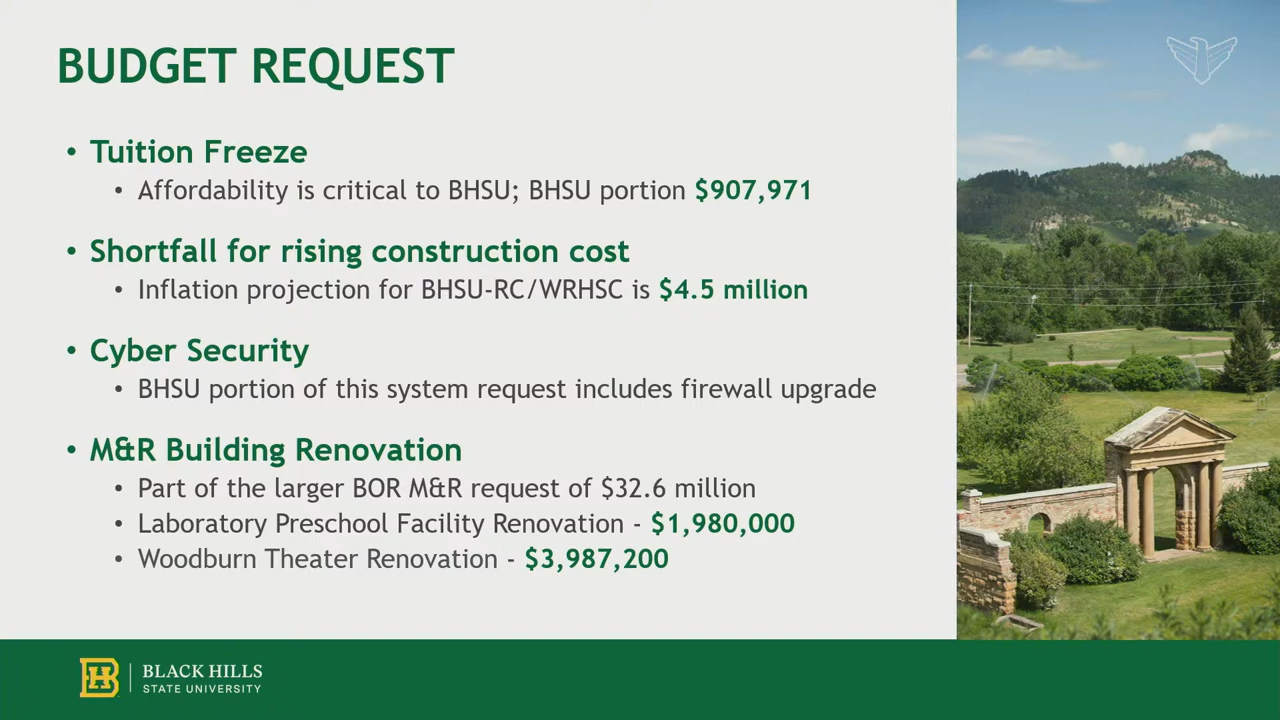 BUDGET REQUEST
• Tuition Freeze
• Affordability is critical to BHSU; BHSU portion $907,971
• Shortfall for rising construction cost
• Inflation projection for BHSU-RC/WRHSC is $4.5 million
• Cyber Security
• BHSU portion of this system request includes firewall upgrade
• M&R Building Renovation
• Part of the larger BOR M&R request of $32.6 million
• Laboratory Preschool Facility Renovation - $1,980,000
• Woodburn Theater Renovation - $3,987,200
BH
BLACK HILLS
STATE UNIVERSITY